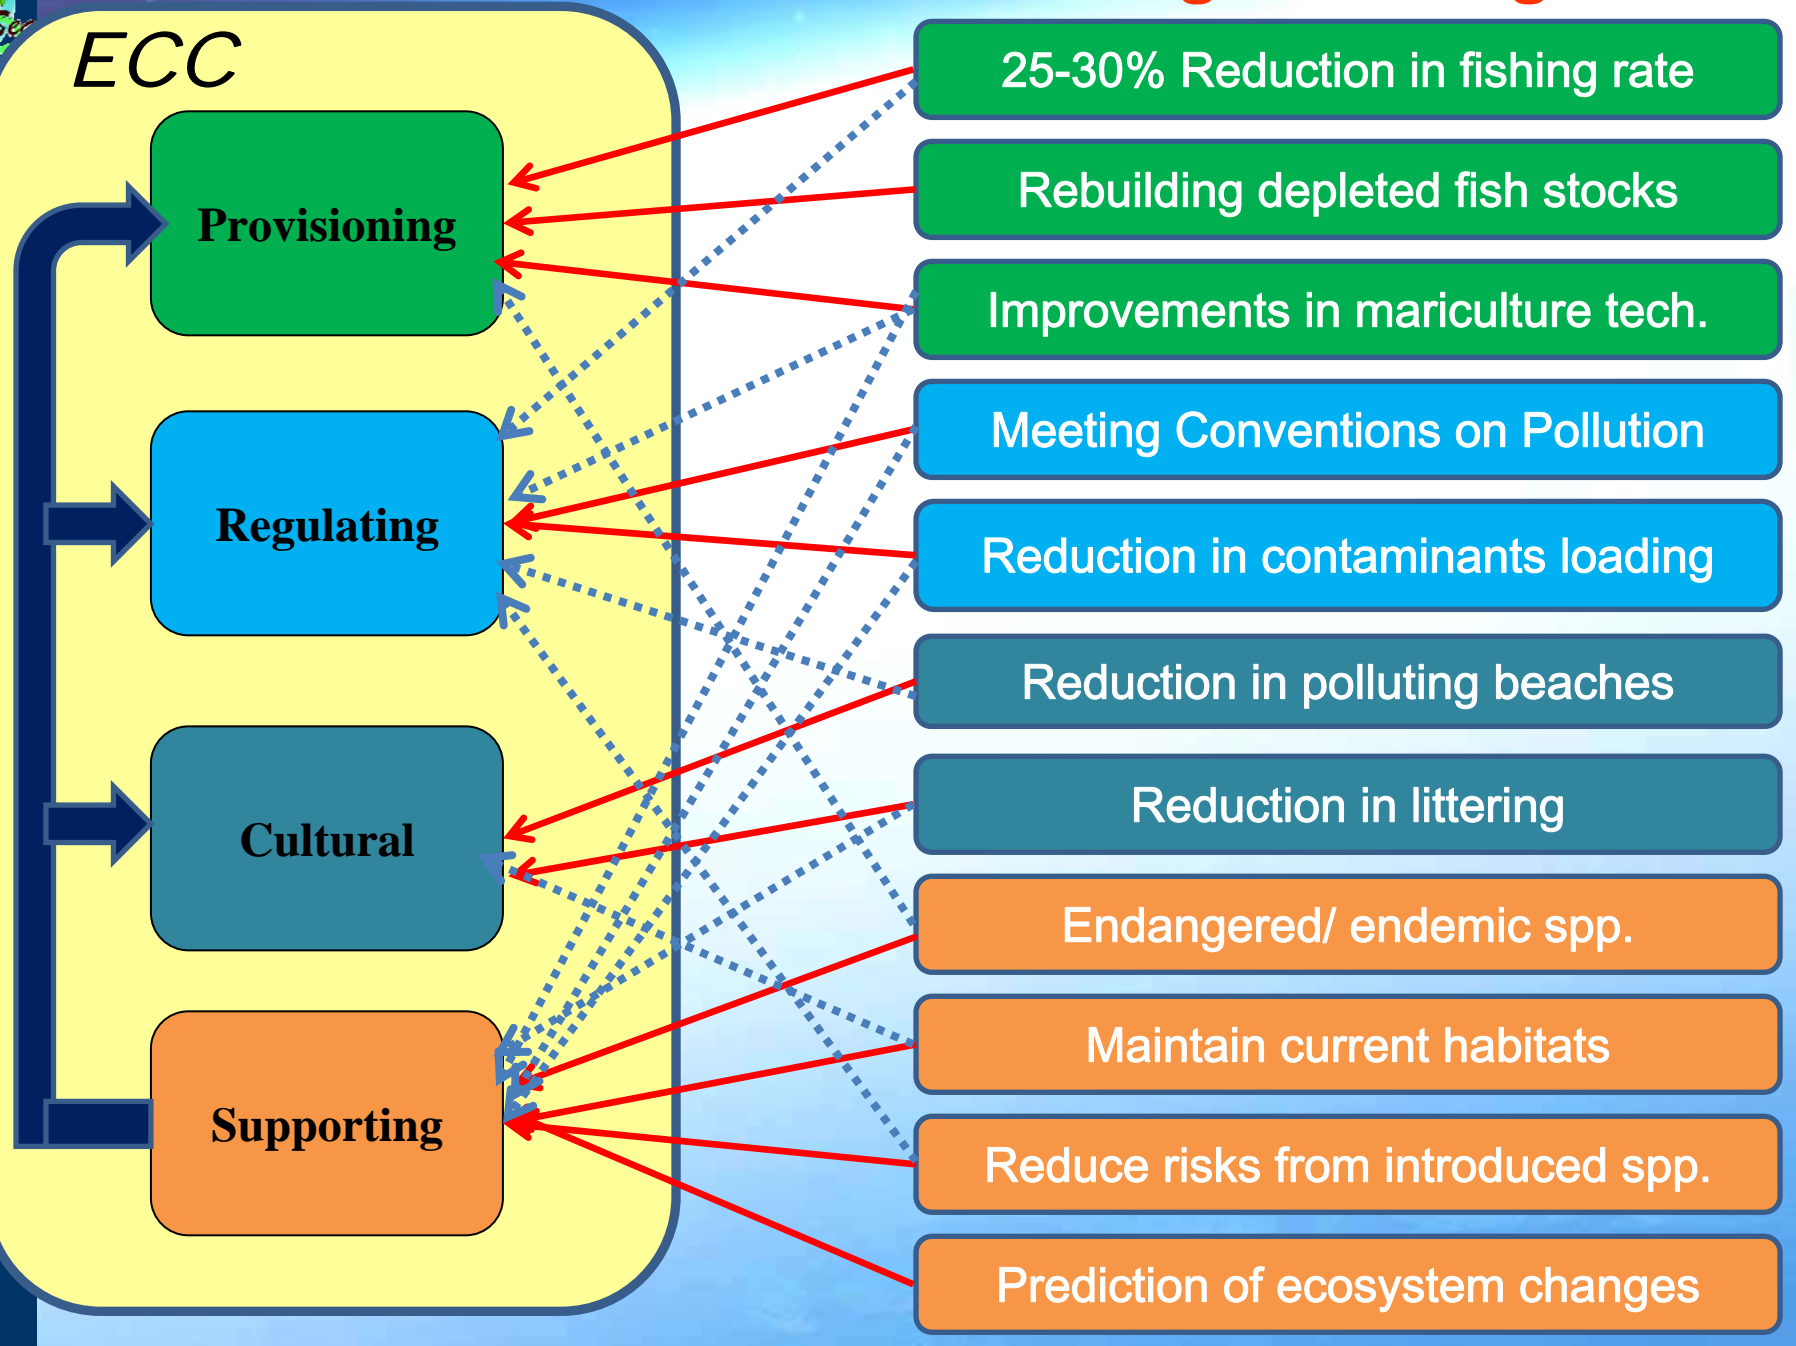 ECC
25-30% Reduction in fishing rate
Rebuilding depleted fish stocks
Provisioning
Improvements in mariculture tech.
Meeting Conventions on Pollution
Regulating
Reduction in contaminants loading
Reduction in polluting beaches
Reduction in littering
Cultural
Endangered/ endemic spp.
Maintain current habitats
Supporting
Reduce risks from introduced spp.
Prediction of ecosystem changes